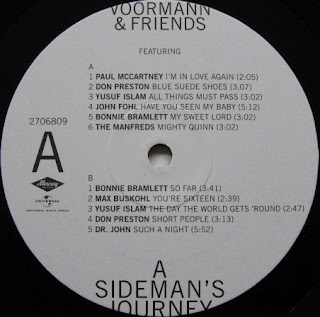 VOORMANN
& FRIENDS
FEATURING
A
1 PAUL MCCARTNEY I'M IN LOVE AGAIN (2:05)
2 DON PRESTON BLUE SUEDE SHOES (3:07)
3 YUSUF ISLAM ALL THINGS MUST PASS (3:02)
4 JOHN FOHL HAVE YOU SEEN MY BABY (5:12)
5 BONNIE BRAMLETT MY SWEET LORD (3:02)
6 THE MANFREDS MIGHTY QUINN (3:02)
2706809
A
Mercury
UNIVERSAL
UNIVERSAL MUSIC GROUP
B
1 BONNIE BRAMLETT SO FAR (3:41)
2 MAX BUSKOHL YOU'RE SIXTEEN (2:39)
3 YUSUF ISLAM THE DAY THE WORLD GETS 'ROUND (2:47)
4 DON PRESTON SHORT PEOPLE (3:13)
5 DR. JOHN SUCH A NIGHT (5:52)
A
SIDEMAN'S
JOURNEY